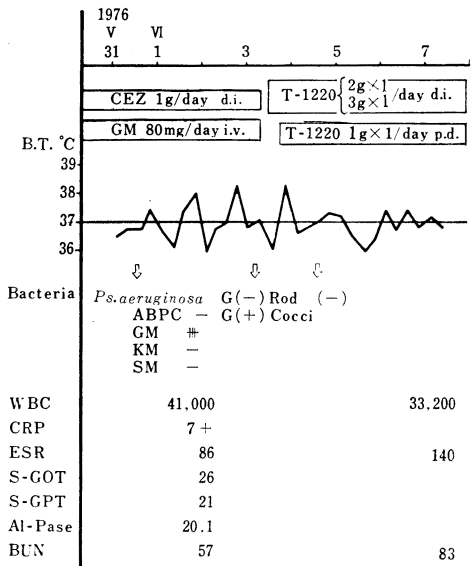 1976
V VI
31 1 3 5 7
CEZ 1g/day d.i.
T-1220 { 2g×1 3g×1 } /day d.i.
GM 80mg/day i.v.
T-1220 1g×1/day p.d.
B.T. °C
39
38
37
36
Bacteria Ps.aeruginosa G(−) Rod (−)
ABPC − G(+) Cocci
GM ⧻
KM −
SM −
WBC 41,000 33,200
CRP 7+
ESR 86 140
S-GOT 26
S-GPT 21
Al-Pase 20.1
BUN 57 83